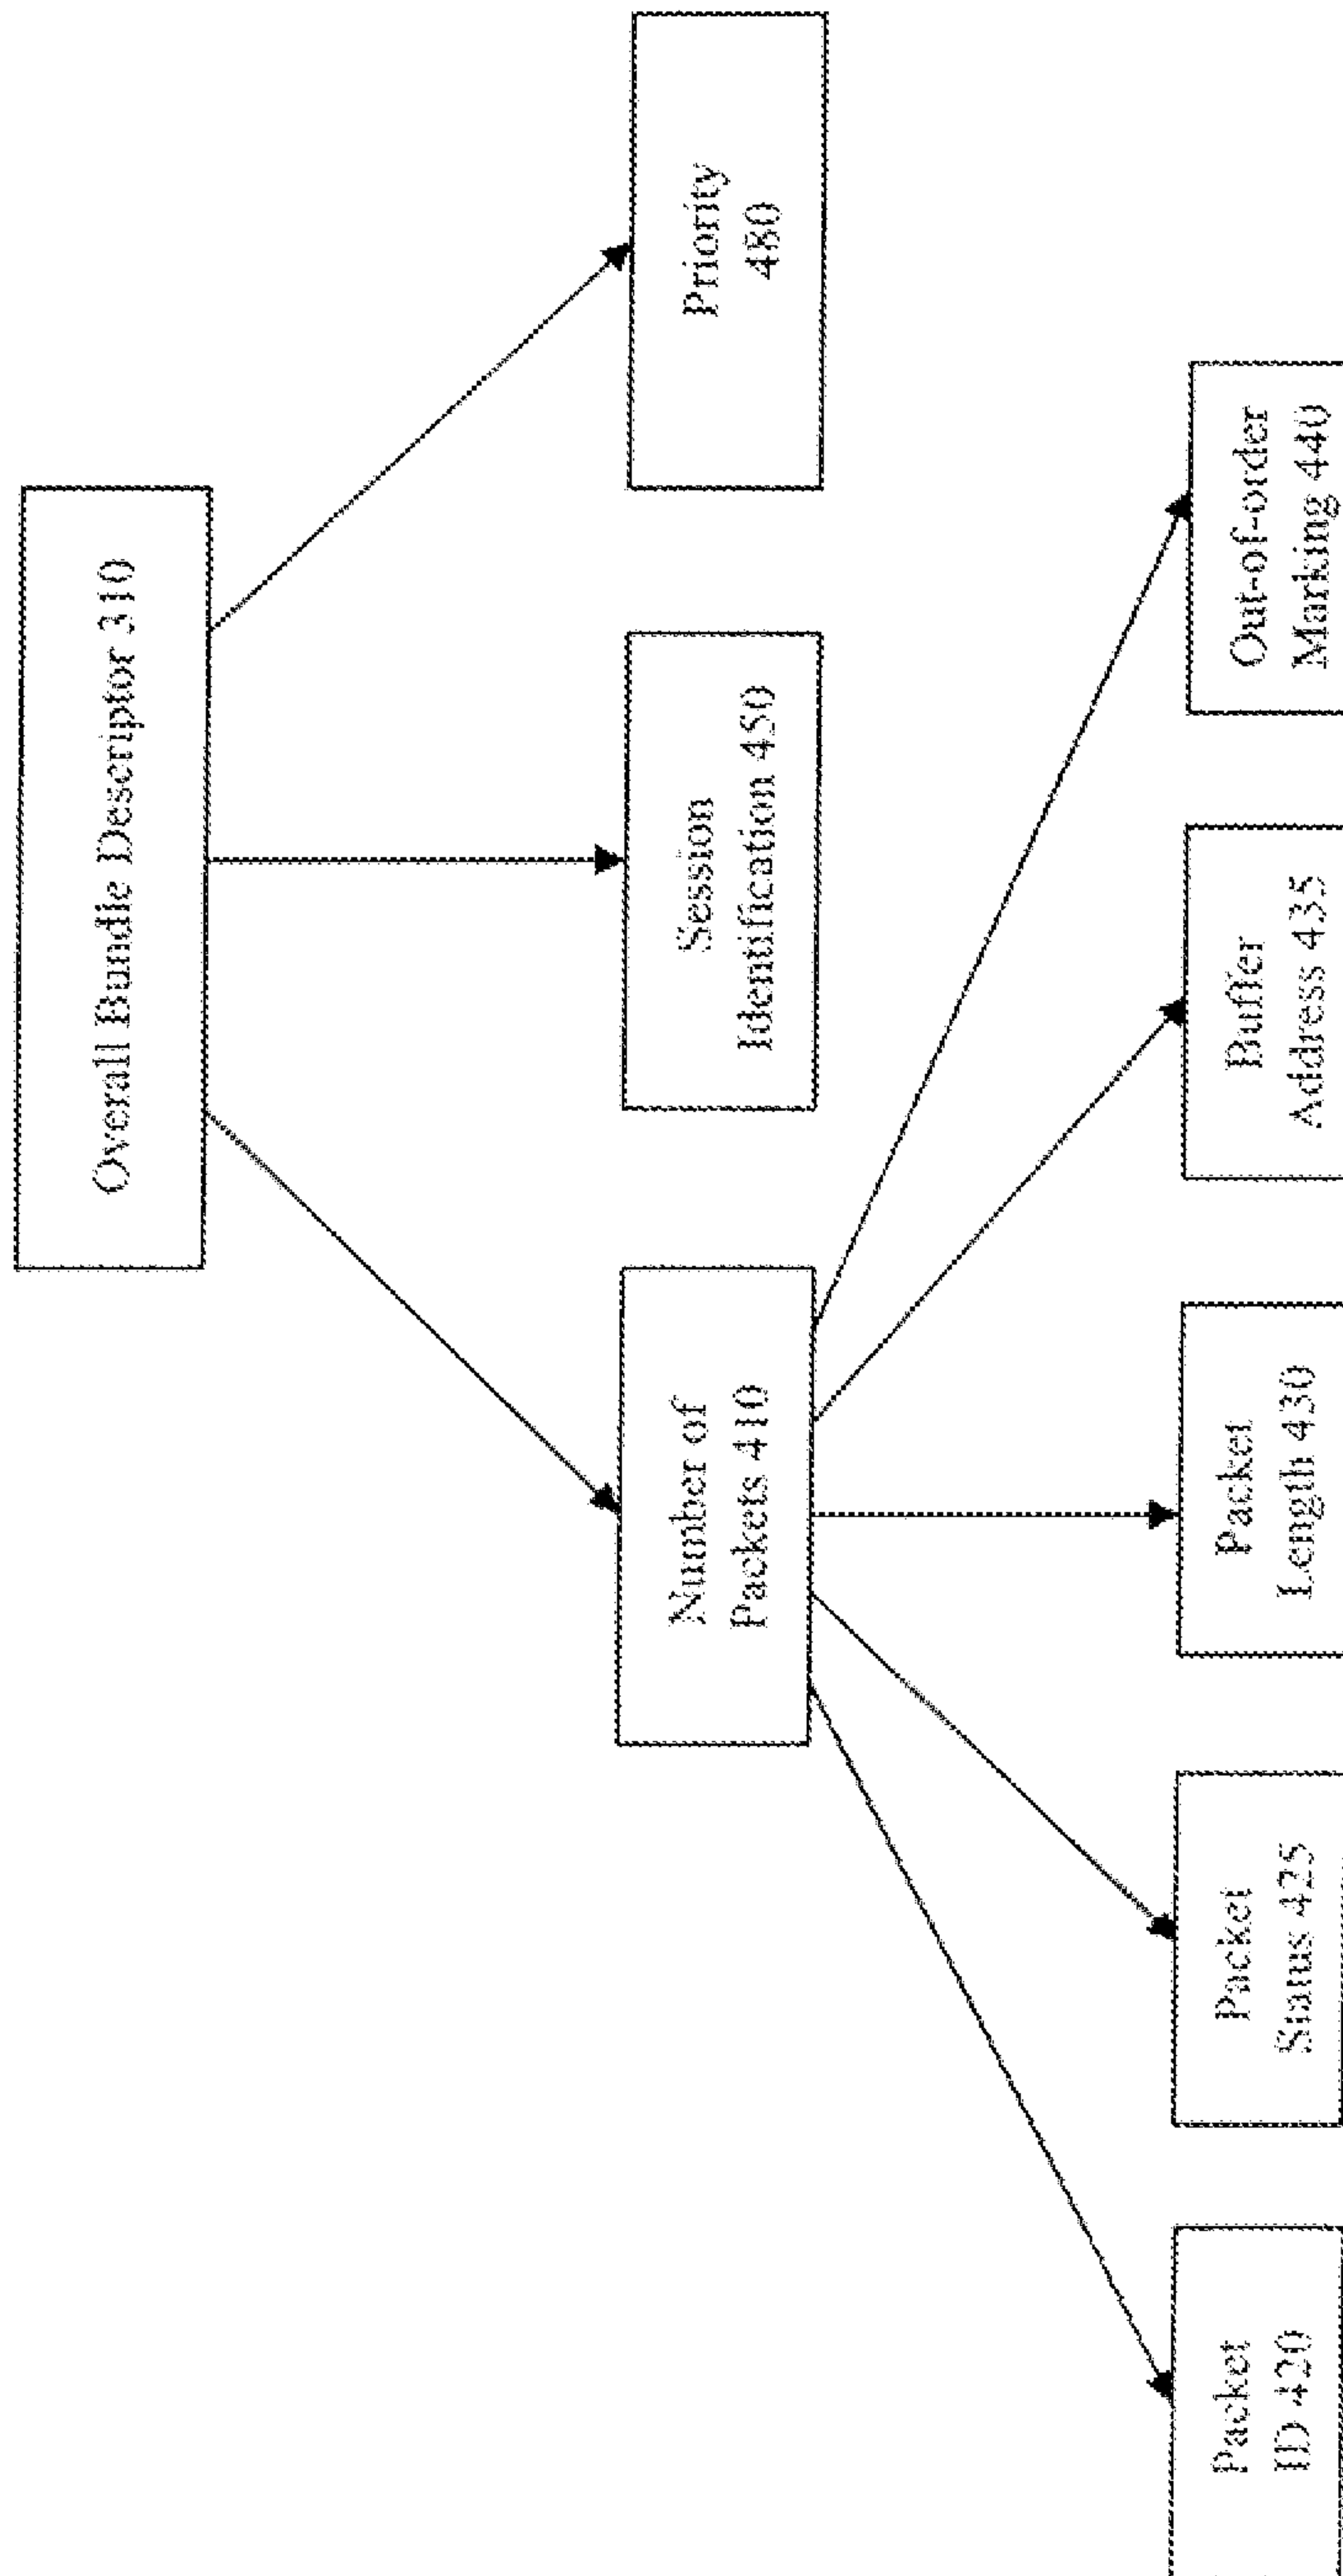 Overall Bundle Descriptor 310
Number of
Packets 410
Session
Identification 450
Priority
480
Packet
ID 420
Packet
Status 425
Packet
Length 430
Buffer
Address 435
Out-of-order
Marking 440